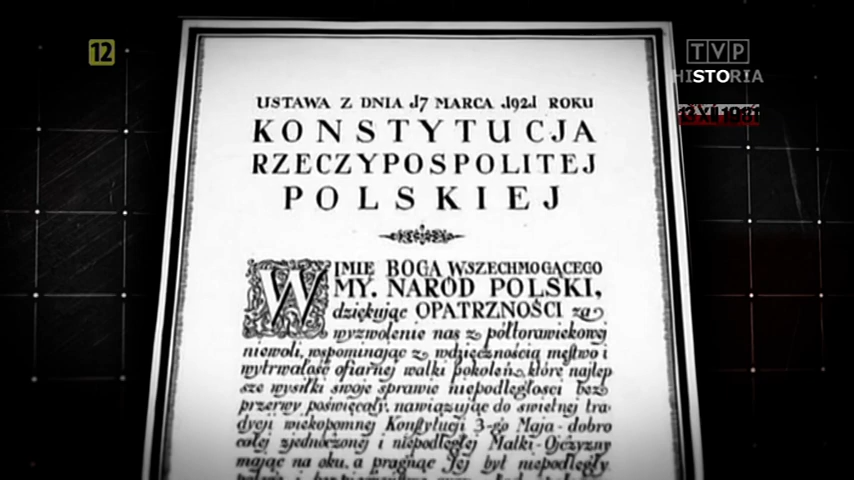 12
TVP
HISTORIA
13 XII 1981
USTAWA Z DNIA 17 MARCA 1921 ROKU
KONSTYTUCJA
RZECZYPOSPOLITEJ
POLSKIEJ
W IMIE BOGA WSZECHMOGĄCEGO
MY, NARÓD POLSKI,
dziękując OPATRZNOŚCI za
wyzwolenie nas z półtorawiekowej
niewoli, wspominając z wdzięcznością męstwo i
wytrwałość ofiarnej walki pokoleń, które najlep
sze wysiłki swoje sprawie niepodległości bez
przerwy poświęcały, nawiązując do świetnej tra
dycji wiekopomnej Konstytucji 3-go Maja - dobro
całej zjednoczonej i niepodległej Matki-Ojczyzny
mając na oku, a pragnąc Jej byt niepodległy,